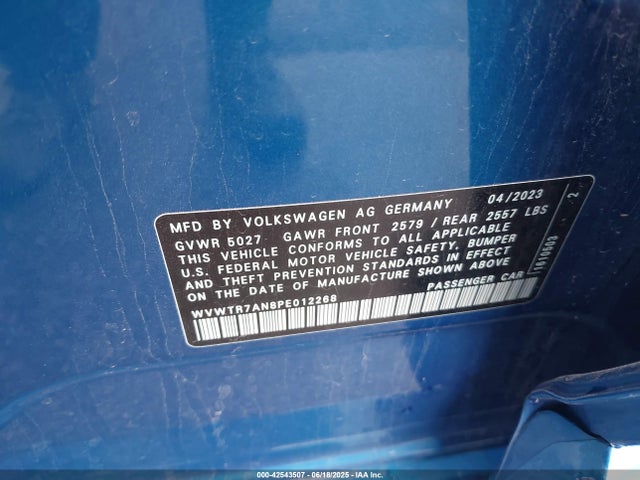 MFD BY VOLKSWAGEN AG GERMANY 04/2023
GVWR 5027 GAWR FRONT 2579 / REAR 2557 LBS
THIS VEHICLE CONFORMS TO ALL APPLICABLE
U.S. FEDERAL MOTOR VEHICLE SAFETY, BUMPER
AND THEFT PREVENTION STANDARDS IN EFFECT
ON THE DATE OF MANUFACTURE SHOWN ABOVE
PASSENGER CAR
WVWTR7AN8PE012268
2
00-42543507 - 06/18/2025 - IAA Inc.